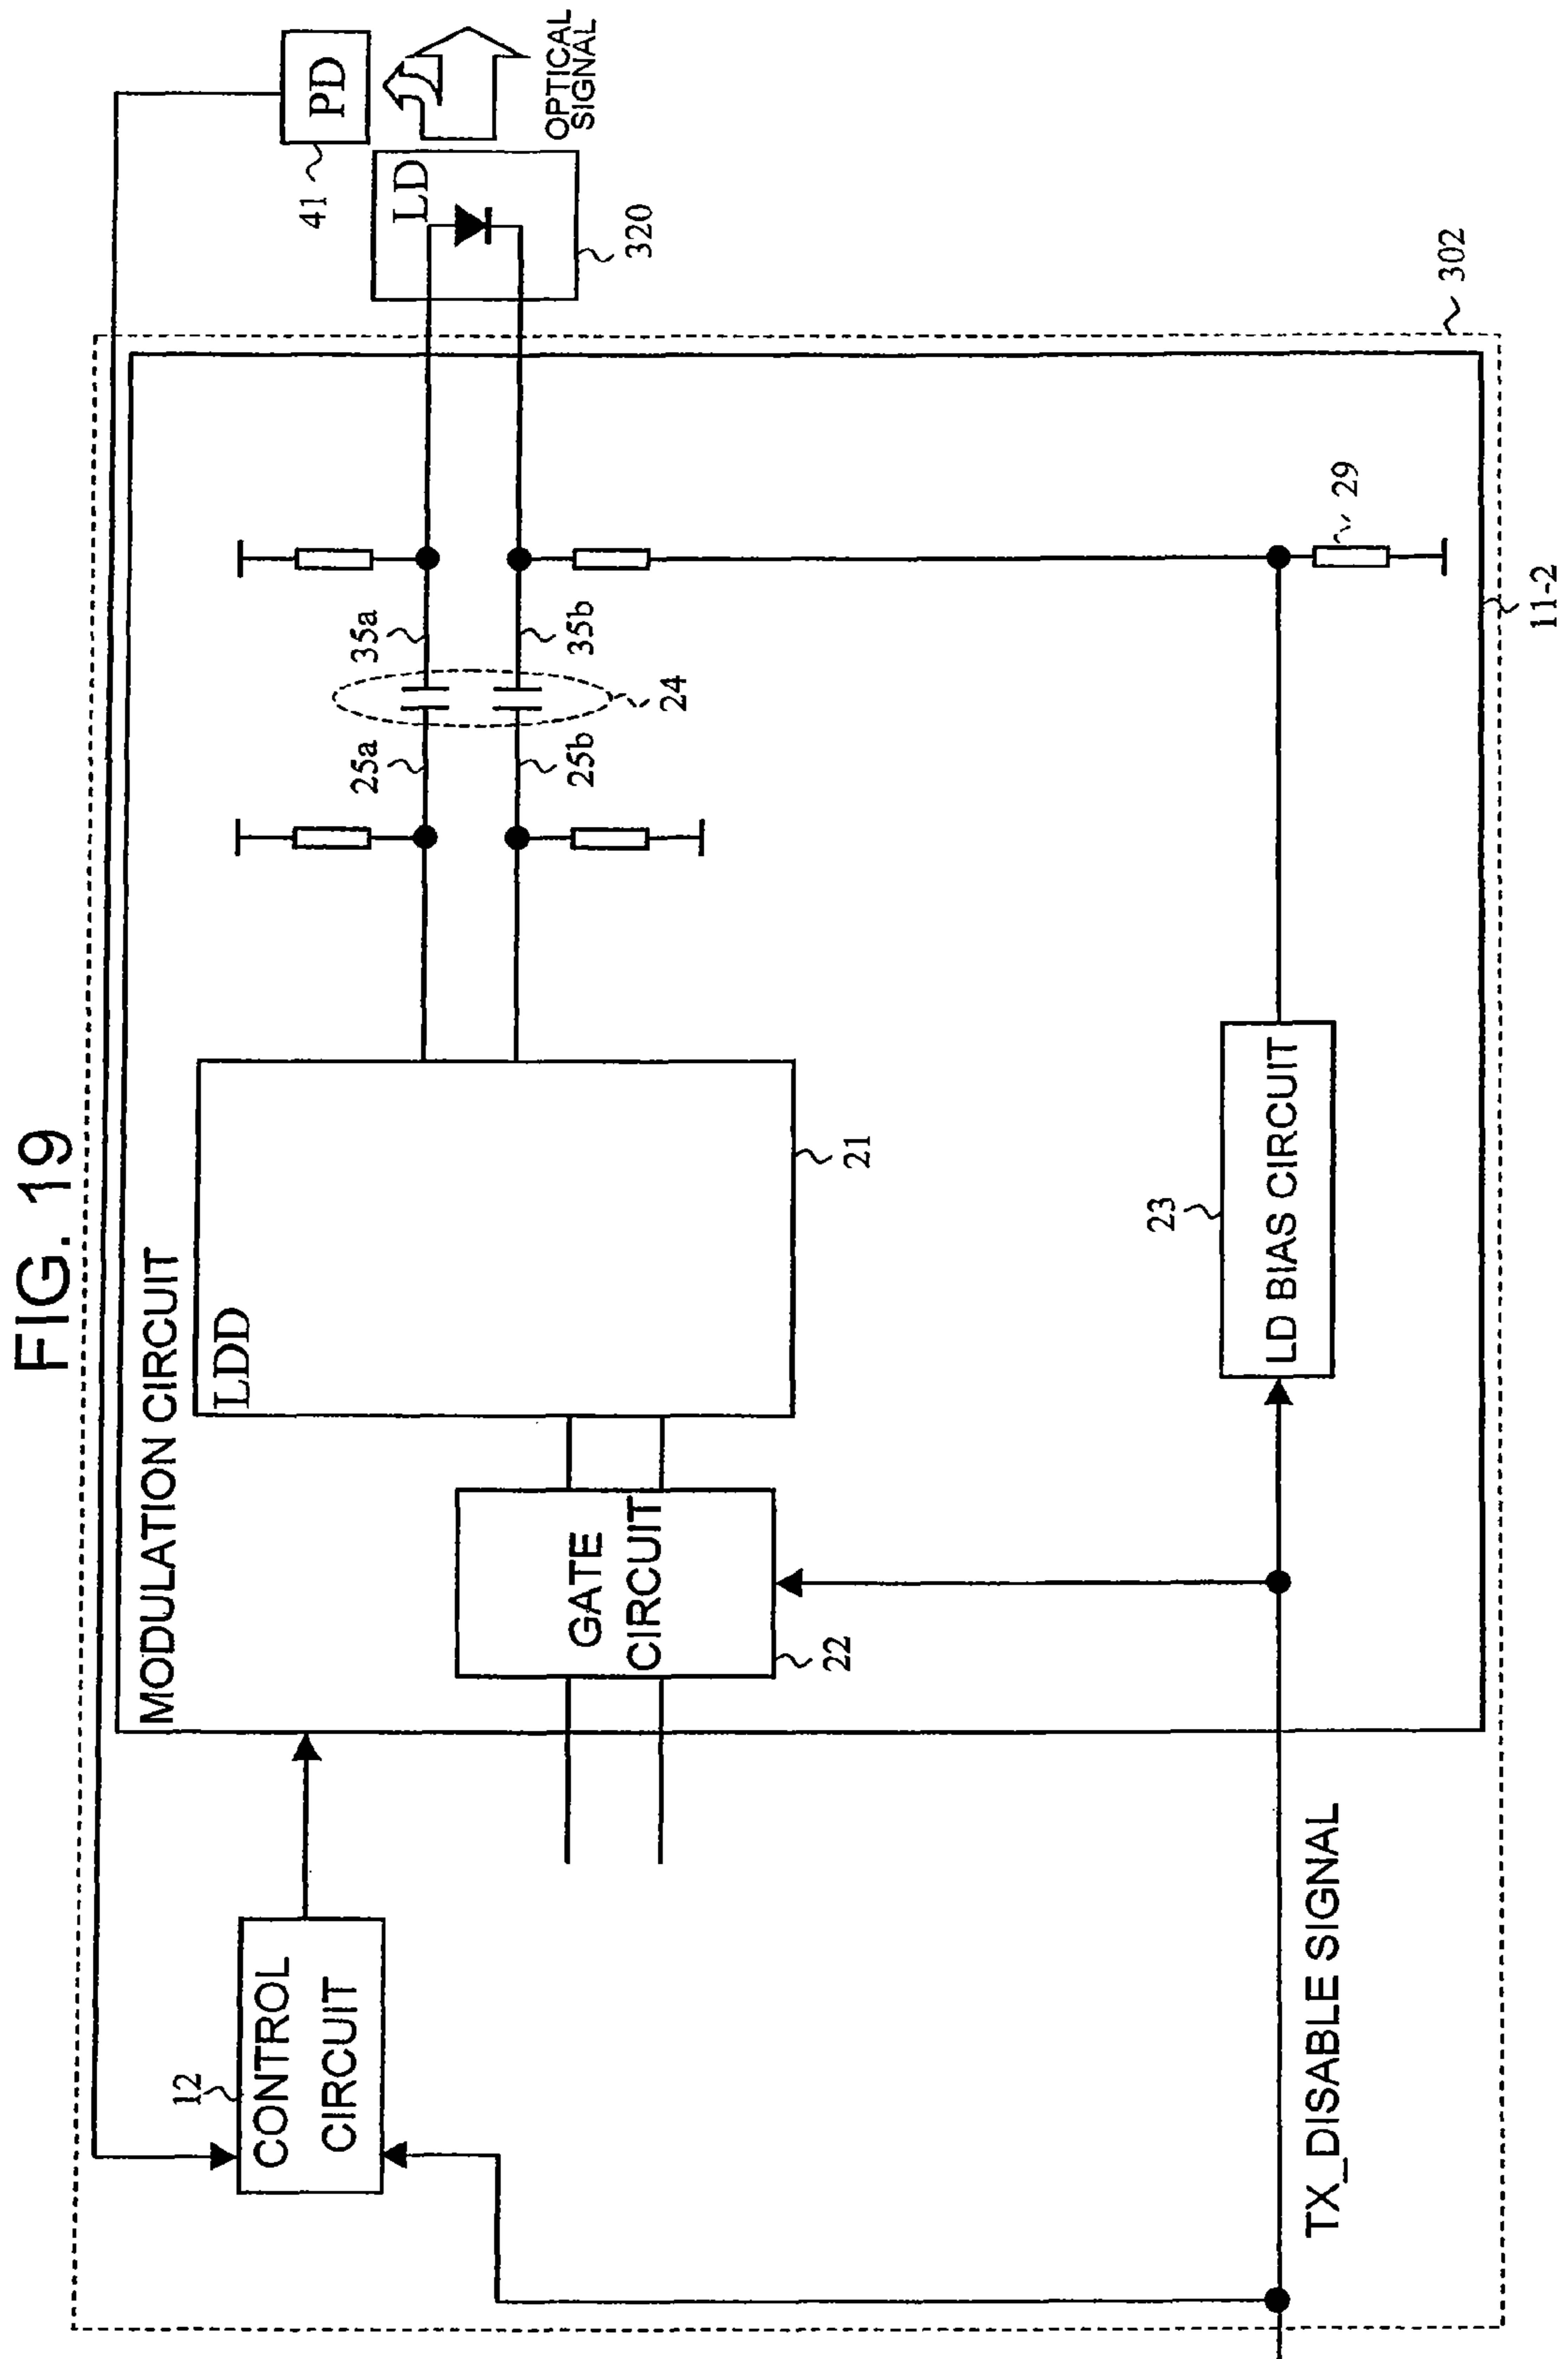 FIG. 19
302
MODULATION CIRCUIT
12
CONTROL
CIRCUIT
LDD
21
GATE
CIRCUIT
22
25a
35a
25b
35b
24
41
PD
LD
320
OPTICAL
SIGNAL
23
LD BIAS CIRCUIT
29
TX_DISABLE SIGNAL
11-2